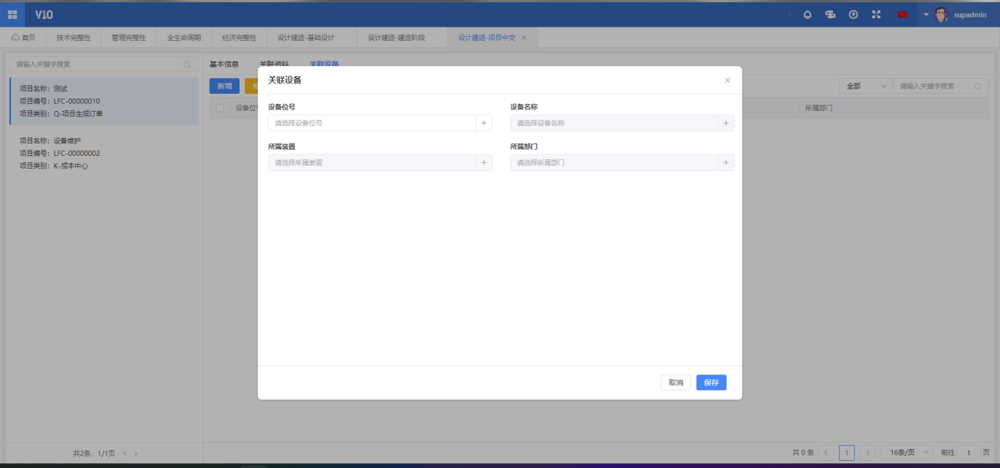 V10
supadmin
首页
技术完整性
管理完整性
全生命周期
经济完整性
设计建造-基础设计
设计建造-建造阶段
设计建造-项目中交
请输入关键字搜索
项目名称：测试
项目编号：LFC-00000010
项目类别：Q-项目生成订单
项目名称：设备维护
项目编号：LFC-00000002
项目类别：K-成本中心
共2条，1/1页
基本信息
关联资料
关联设备
新增
全部
请输入关键字搜索
设备位
所属部门
关联设备
设备位号
设备名称
请选择设备位号
请选择设备名称
所属装置
所属部门
请选择所属装置
请选择所属部门
取消
保存
共 0 条
1
16条/页
前往 1 页